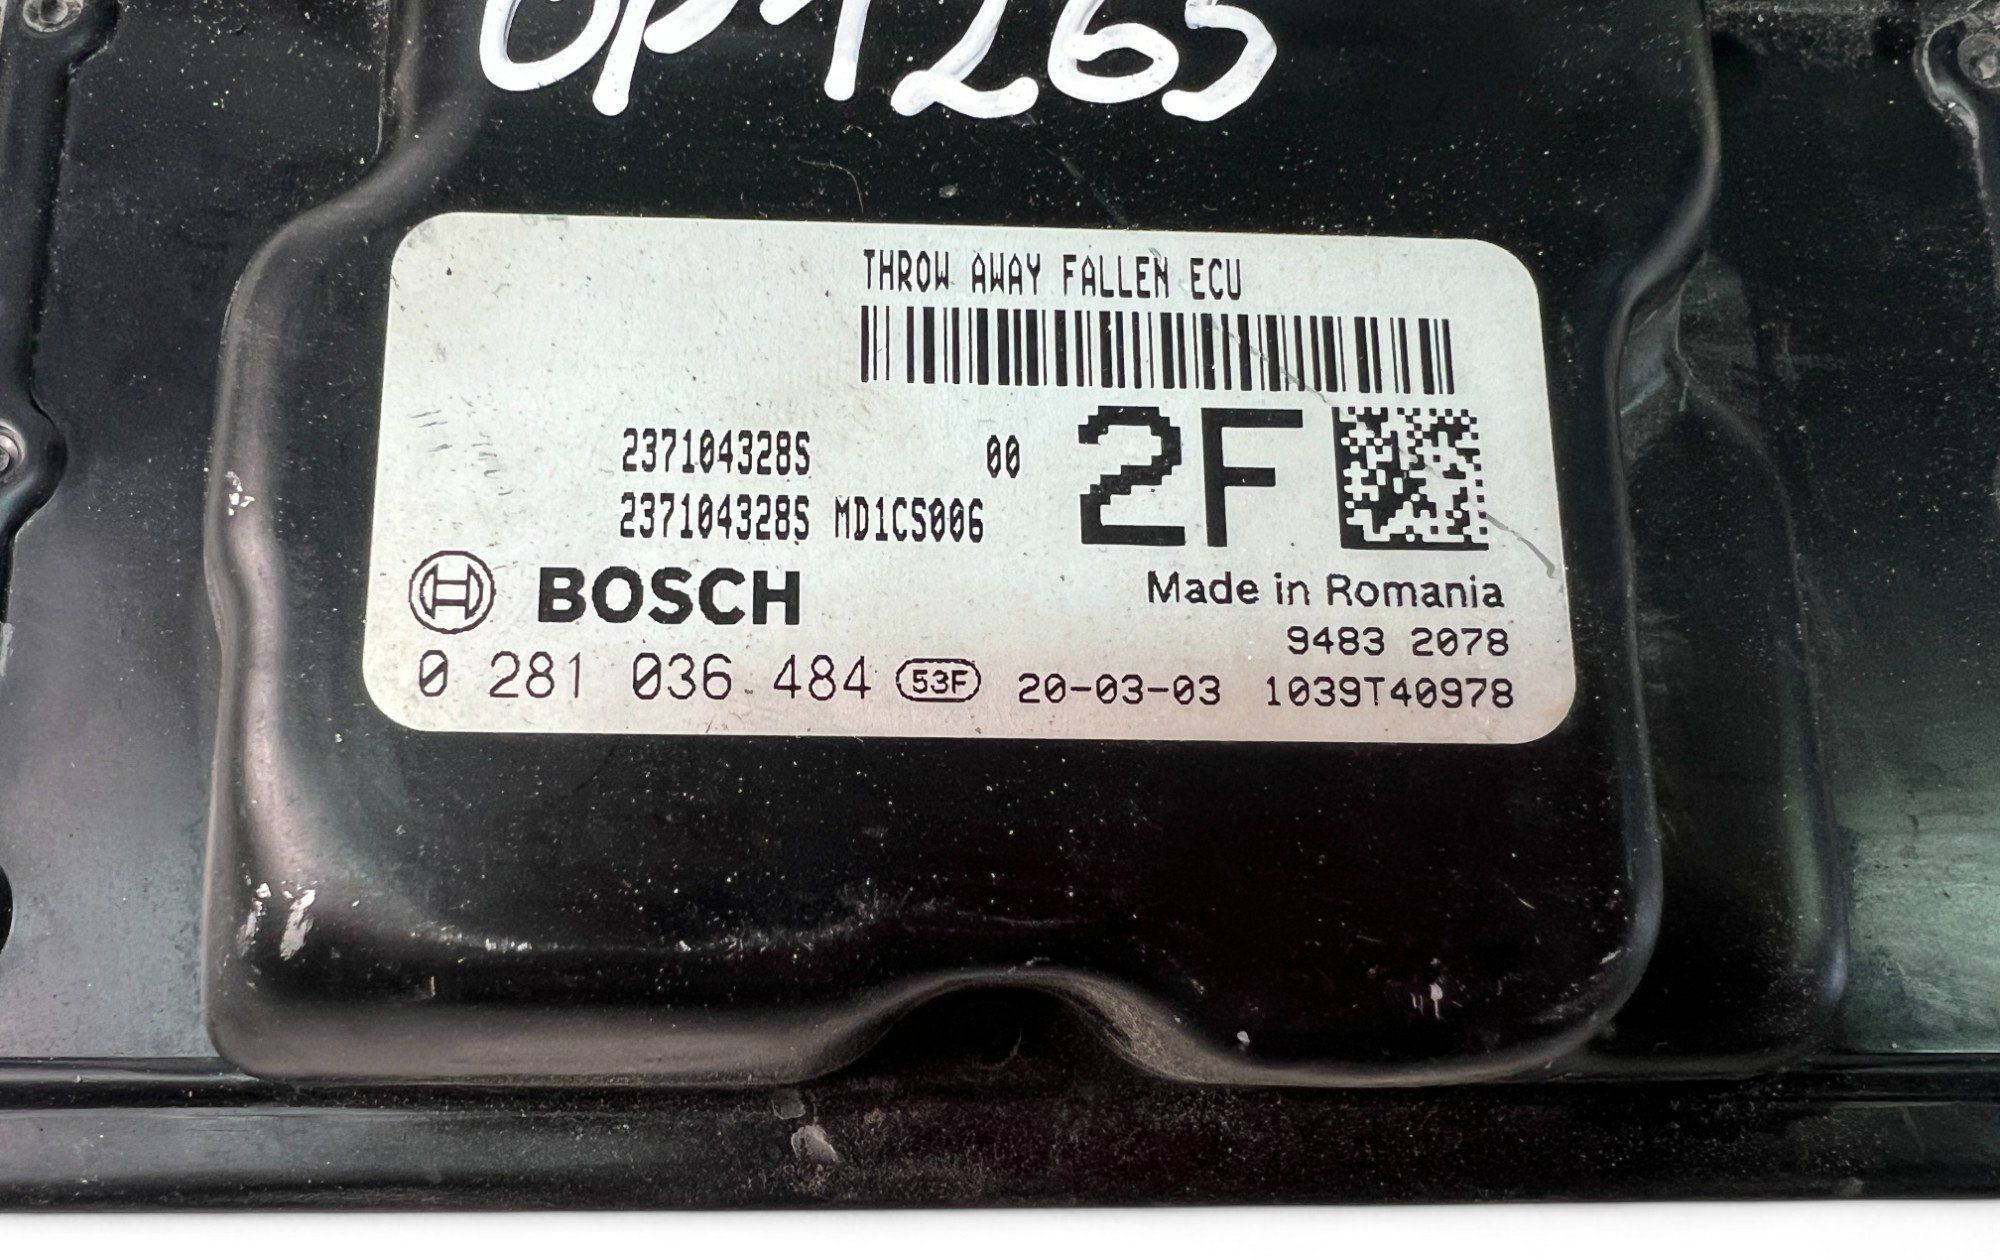 THROW AWAY FALLEN ECU
237104328S 00
237104328S MD1CS006
2F
BOSCH
Made in Romania
9483 2078
0 281 036 484 53F 20-03-03 1039T40978